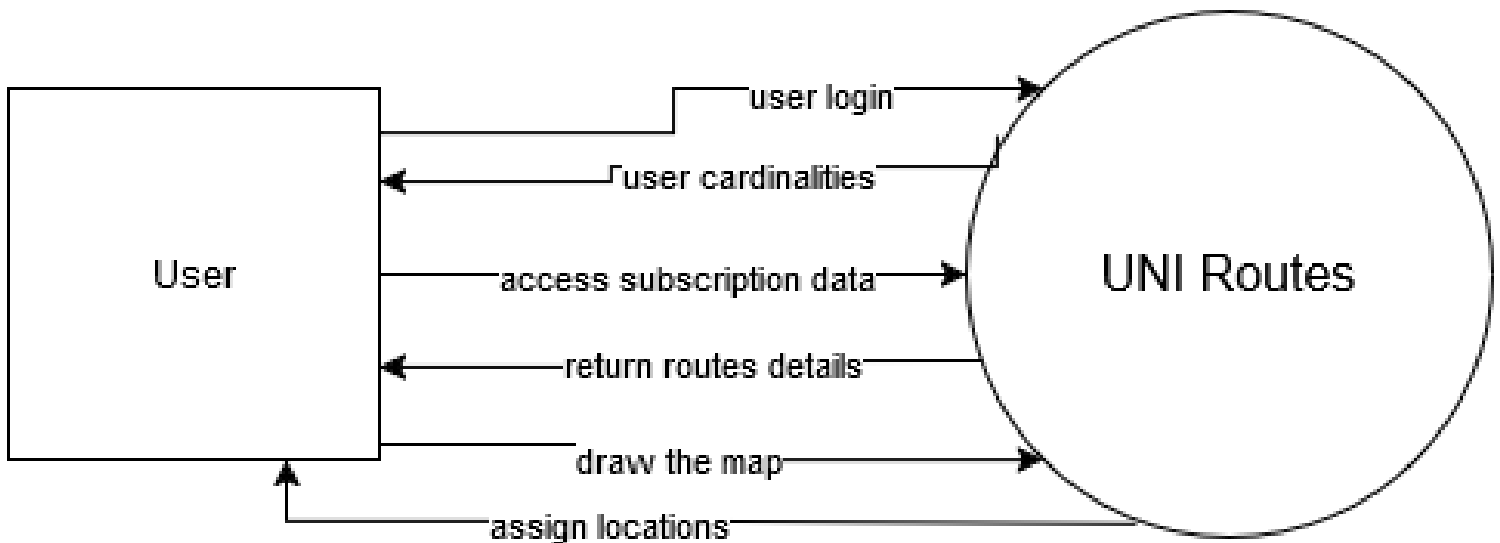 user login
user cardinalities
User
UNI Routes
access subscription data
return routes details
draw the map
assign locations